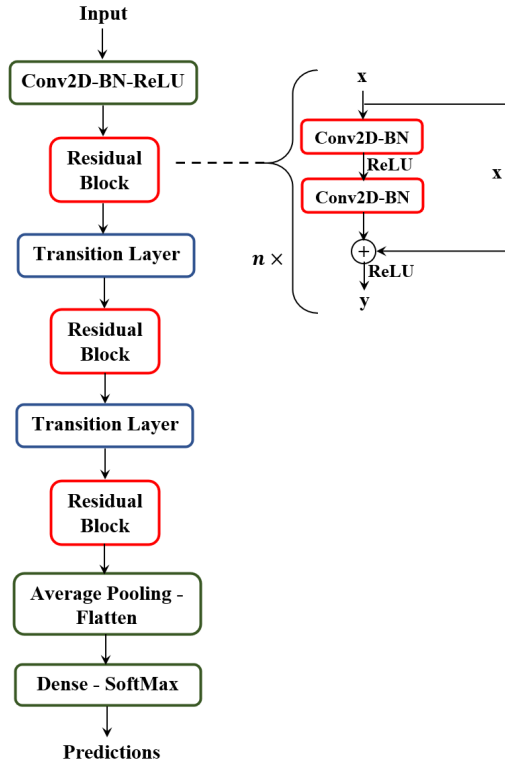 Input
Conv2D-BN-ReLU
Residual
Block
Transition Layer
Residual
Block
Transition Layer
Residual
Block
Average Pooling -
Flatten
Dense - SoftMax
Predictions
n ×
x
Conv2D-BN
ReLU
Conv2D-BN
x
+
ReLU
y